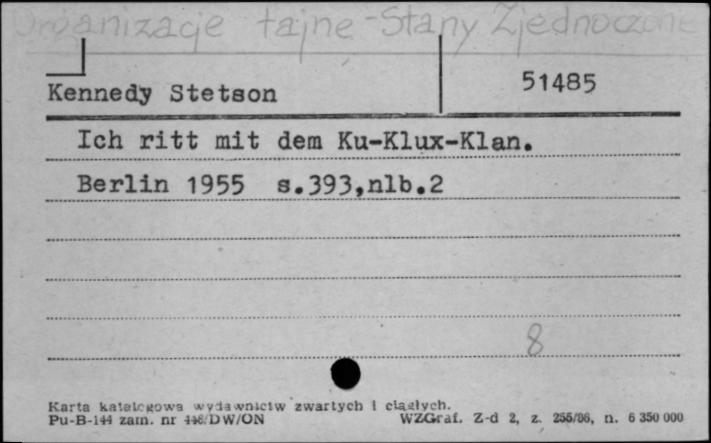 Organizacje tajne - Stany Zjednoczone
51485
Kennedy Stetson
Ich ritt mit dem Ku-Klux-Klan.
Berlin 1955 s.393,nlb.2
8
Karta katalogowa wydawnictw zwartych i ciągłych.
Pu-B-144 zam. nr 446/DW/ON WZGraf. Z-d 2, z. 255/86, n. 6 350 000